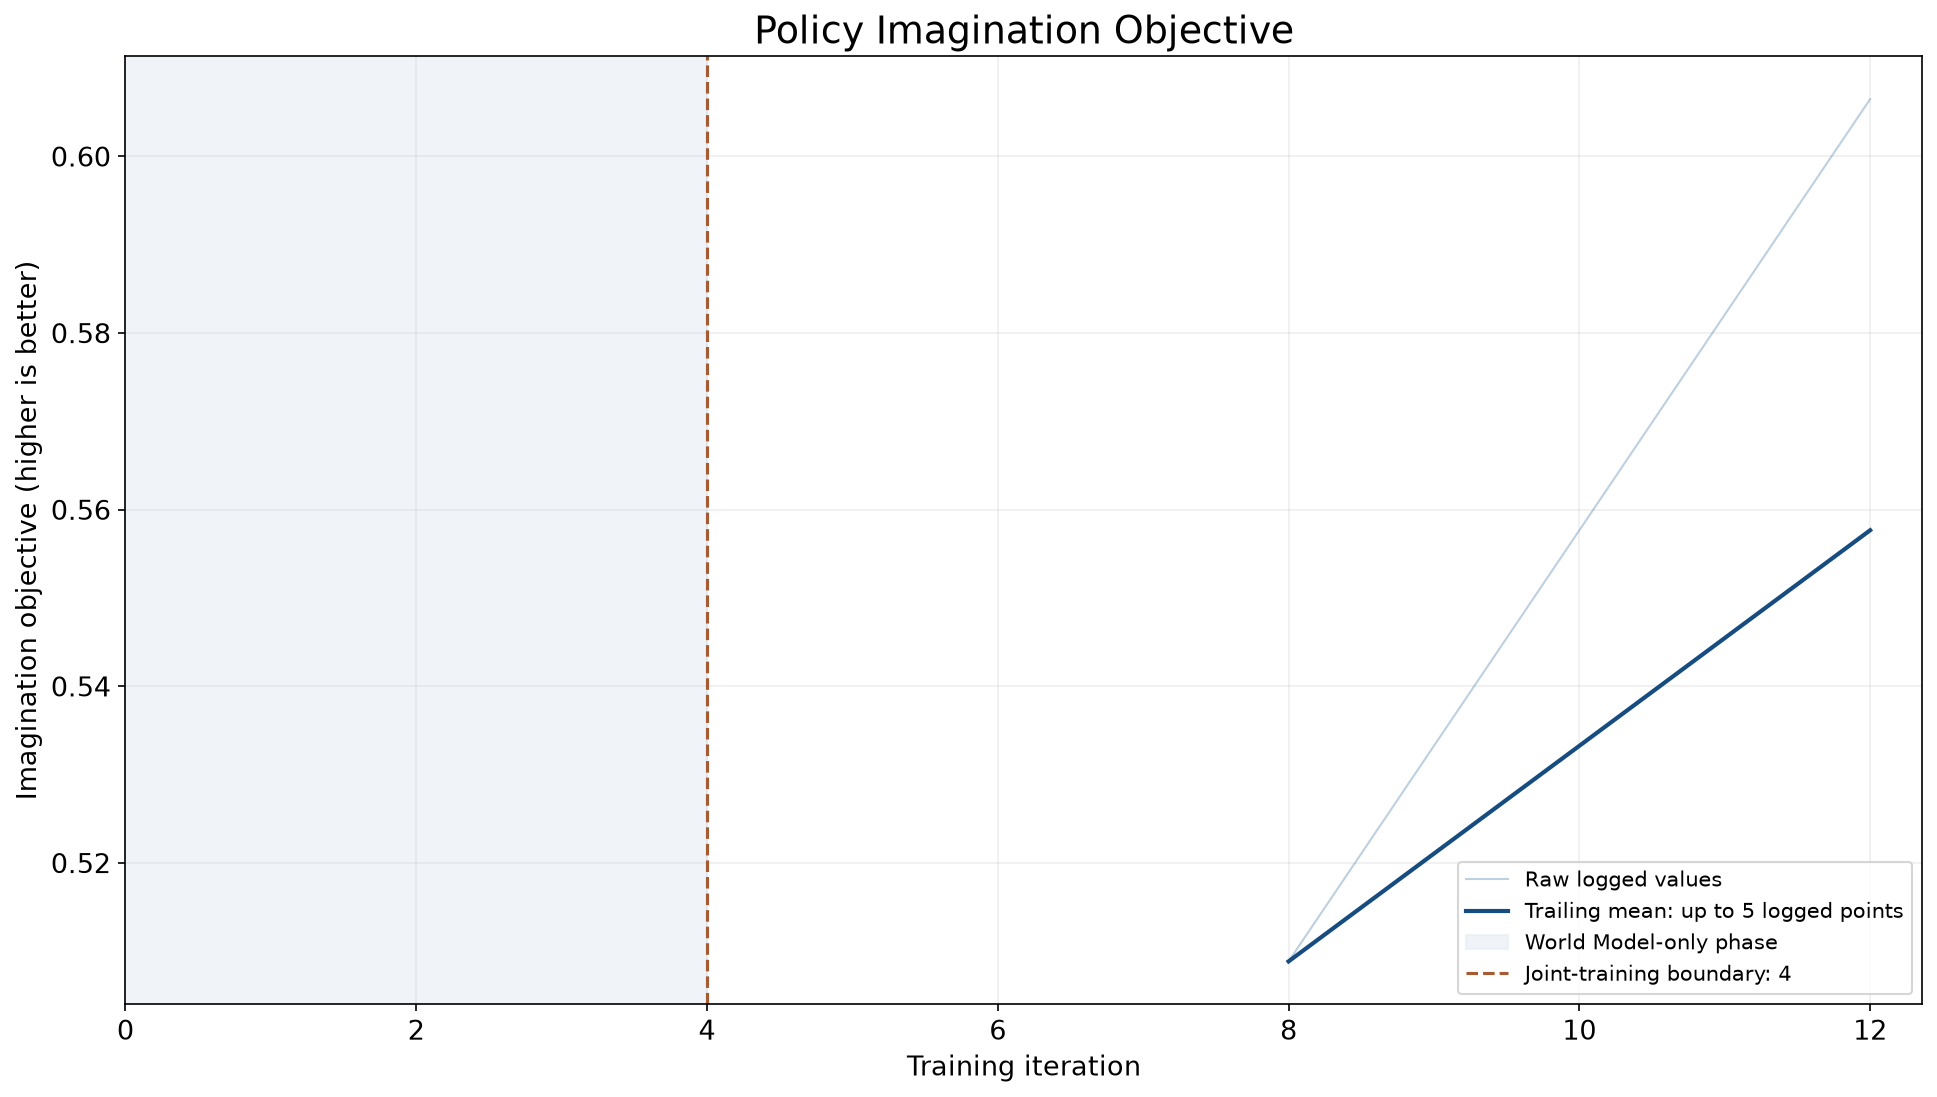 Policy Imagination Objective
Imagination objective (higher is better)
0.60
0.58
0.56
0.54
0.52
0
2
4
6
8
10
12
Training iteration
Raw logged values
Trailing mean: up to 5 logged points
World Model-only phase
Joint-training boundary: 4